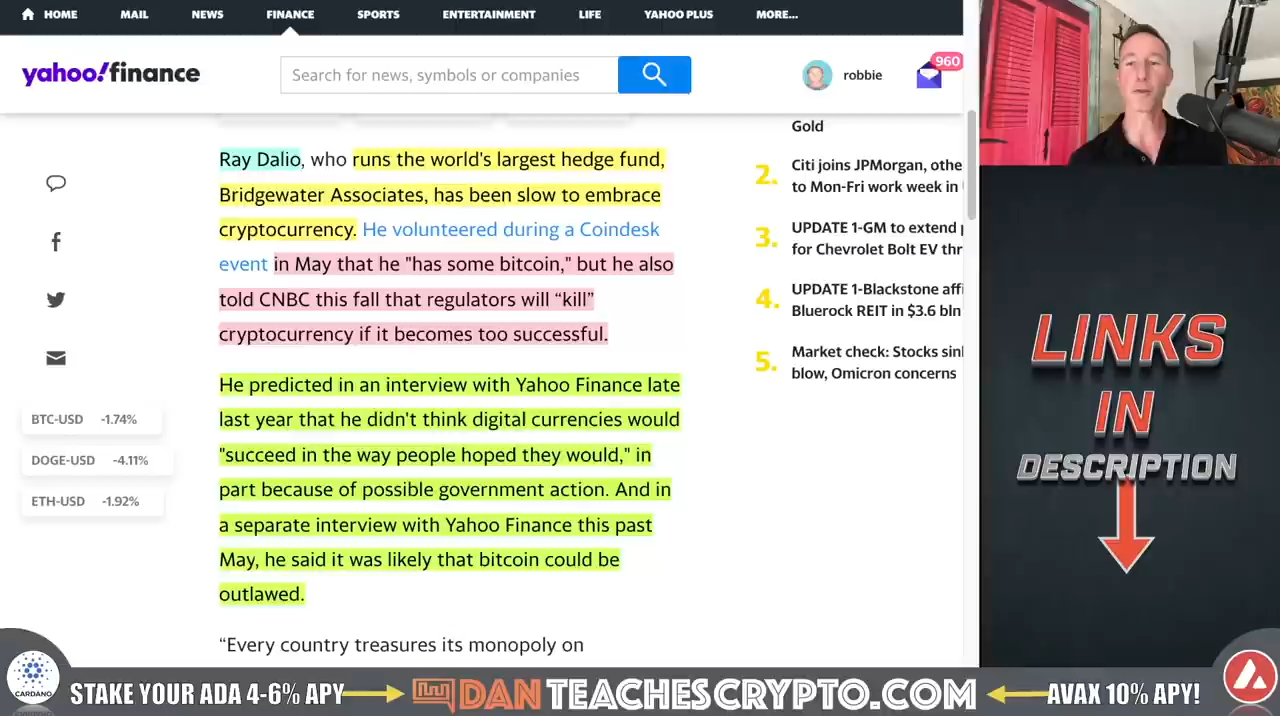 HOME MAIL NEWS FINANCE SPORTS ENTERTAINMENT LIFE YAHOO PLUS MORE...
yahoo!finance
Search for news, symbols or companies
robbie
960
Ray Dalio, who runs the world's largest hedge fund,
Bridgewater Associates, has been slow to embrace
cryptocurrency. He volunteered during a Coindesk
event in May that he "has some bitcoin," but he also
told CNBC this fall that regulators will “kill”
cryptocurrency if it becomes too successful.
He predicted in an interview with Yahoo Finance late
last year that he didn't think digital currencies would
"succeed in the way people hoped they would," in
part because of possible government action. And in
a separate interview with Yahoo Finance this past
May, he said it was likely that bitcoin could be
outlawed.
“Every country treasures its monopoly on
BTC-USD -1.74%
DOGE-USD -4.11%
ETH-USD -1.92%
Gold
2. Citi joins JPMorgan, othe
to Mon-Fri work week in
3. UPDATE 1-GM to extend
for Chevrolet Bolt EV thr
4. UPDATE 1-Blackstone affi
Bluerock REIT in $3.6 bln
5. Market check: Stocks sin
blow, Omicron concerns
LINKS
IN
DESCRIPTION
CARDANO
STAKE YOUR ADA 4-6% APY
DANTEACHESCRYPTO.COM
AVAX 10% APY!